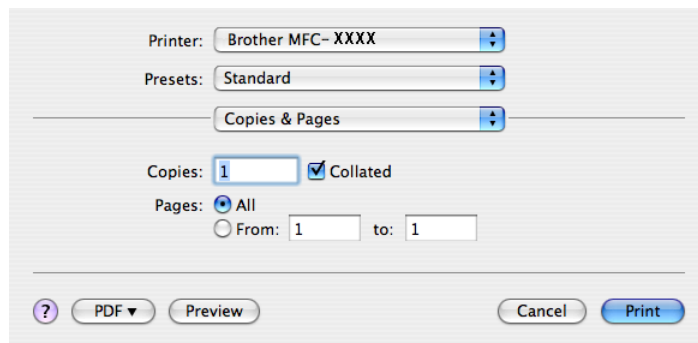 Printer: Brother MFC- XXXX
Presets: Standard
Copies & Pages
Copies: 1 Collated
Pages: All
From: 1 to: 1
? PDF ▼ Preview Cancel Print